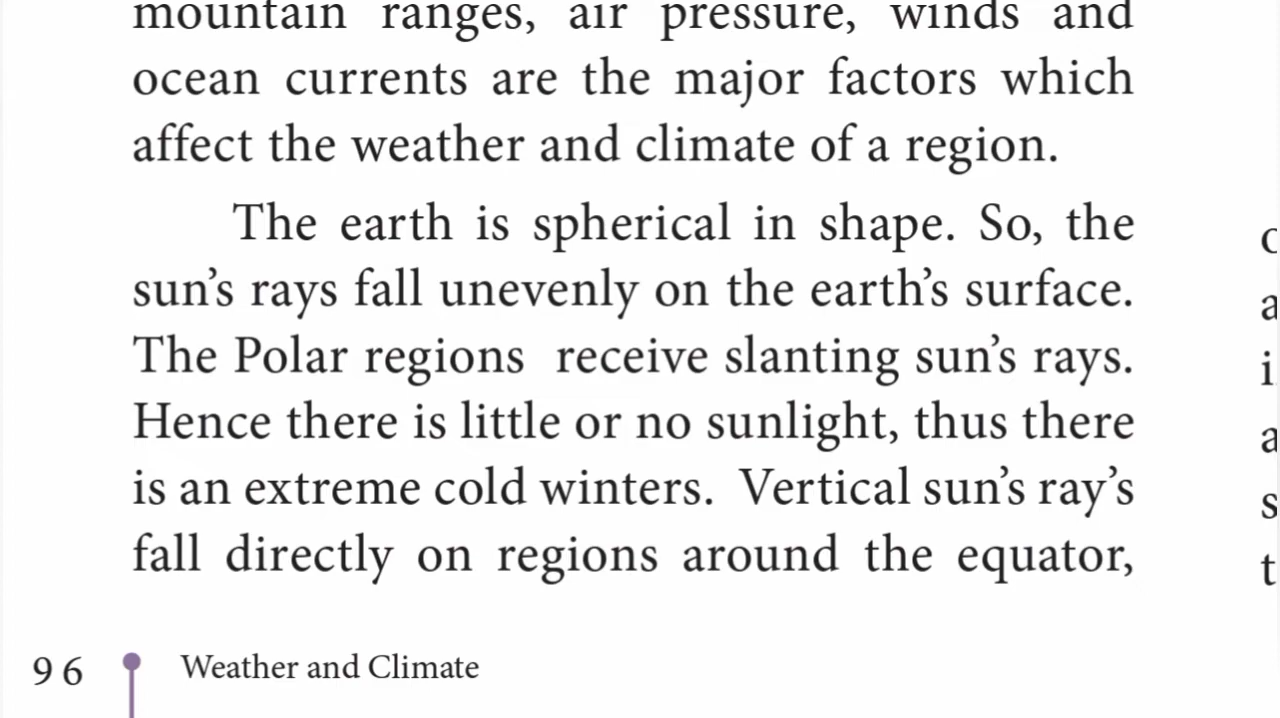 mountain ranges, air pressure, winds and
ocean currents are the major factors which
affect the weather and climate of a region.
The earth is spherical in shape. So, the
sun's rays fall unevenly on the earth's surface.
The Polar regions receive slanting sun's rays.
Hence there is little or no sunlight, thus there
is an extreme cold winters. Vertical sun's ray's
fall directly on regions around the equator,
96 Weather and Climate